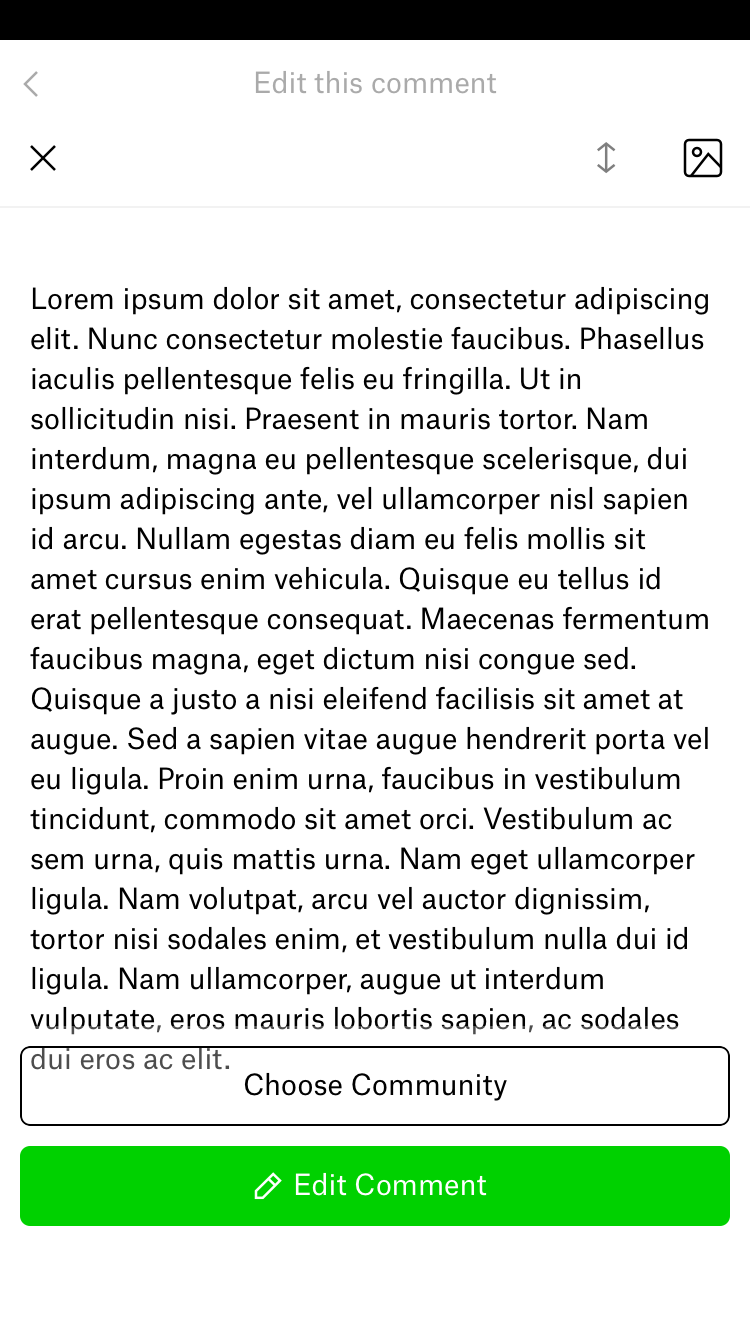 Edit this comment
Lorem ipsum dolor sit amet, consectetur adipiscing
elit. Nunc consectetur molestie faucibus. Phasellus
iaculis pellentesque felis eu fringilla. Ut in
sollicitudin nisi. Praesent in mauris tortor. Nam
interdum, magna eu pellentesque scelerisque, dui
ipsum adipiscing ante, vel ullamcorper nisl sapien
id arcu. Nullam egestas diam eu felis mollis sit
amet cursus enim vehicula. Quisque eu tellus id
erat pellentesque consequat. Maecenas fermentum
faucibus magna, eget dictum nisi congue sed.
Quisque a justo a nisi eleifend facilisis sit amet at
augue. Sed a sapien vitae augue hendrerit porta vel
eu ligula. Proin enim urna, faucibus in vestibulum
tincidunt, commodo sit amet orci. Vestibulum ac
sem urna, quis mattis urna. Nam eget ullamcorper
ligula. Nam volutpat, arcu vel auctor dignissim,
tortor nisi sodales enim, et vestibulum nulla dui id
ligula. Nam ullamcorper, augue ut interdum
vulputate, eros mauris lobortis sapien, ac sodales
dui eros ac elit.
Choose Community
Edit Comment